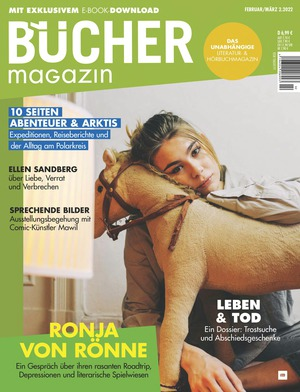 MIT EXKLUSIVEM E-BOOK-DOWNLOAD
FEBRUAR/MÄRZ 2.2022
BÜCHER
magazin
DAS
UNABHÄNGIGE
LITERATUR- &
HÖRBUCHMAGAZIN
D 6,99 €
10 SEITEN
ABENTEUER & ARKTIS
Expeditionen, Reiseberichte und
der Alltag am Polarkreis
ELLEN SANDBERG
über Liebe, Verrat
und Verbrechen
SPRECHENDE BILDER
Ausstellungsbegehung mit
Comic-Künstler Mawil
LEBEN
& TOD
Ein Dossier: Trostsuche
und Abschiedsgeschenke
RONJA
VON RÖNNE
Ein Gespräch über ihren rasanten Roadtrip,
Depressionen und literarische Spielwiesen